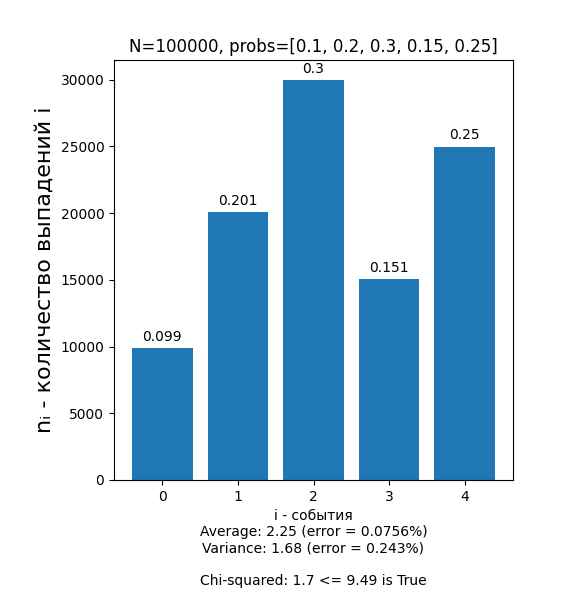 N=100000, probs=[0.1, 0.2, 0.3, 0.15, 0.25]
nᵢ - количество выпадений i
30000
25000
20000
15000
10000
5000
0
0.099
0.201
0.3
0.151
0.25
0 1 2 3 4
i - события
Average: 2.25 (error = 0.0756%)
Variance: 1.68 (error = 0.243%)
Chi-squared: 1.7 <= 9.49 is True